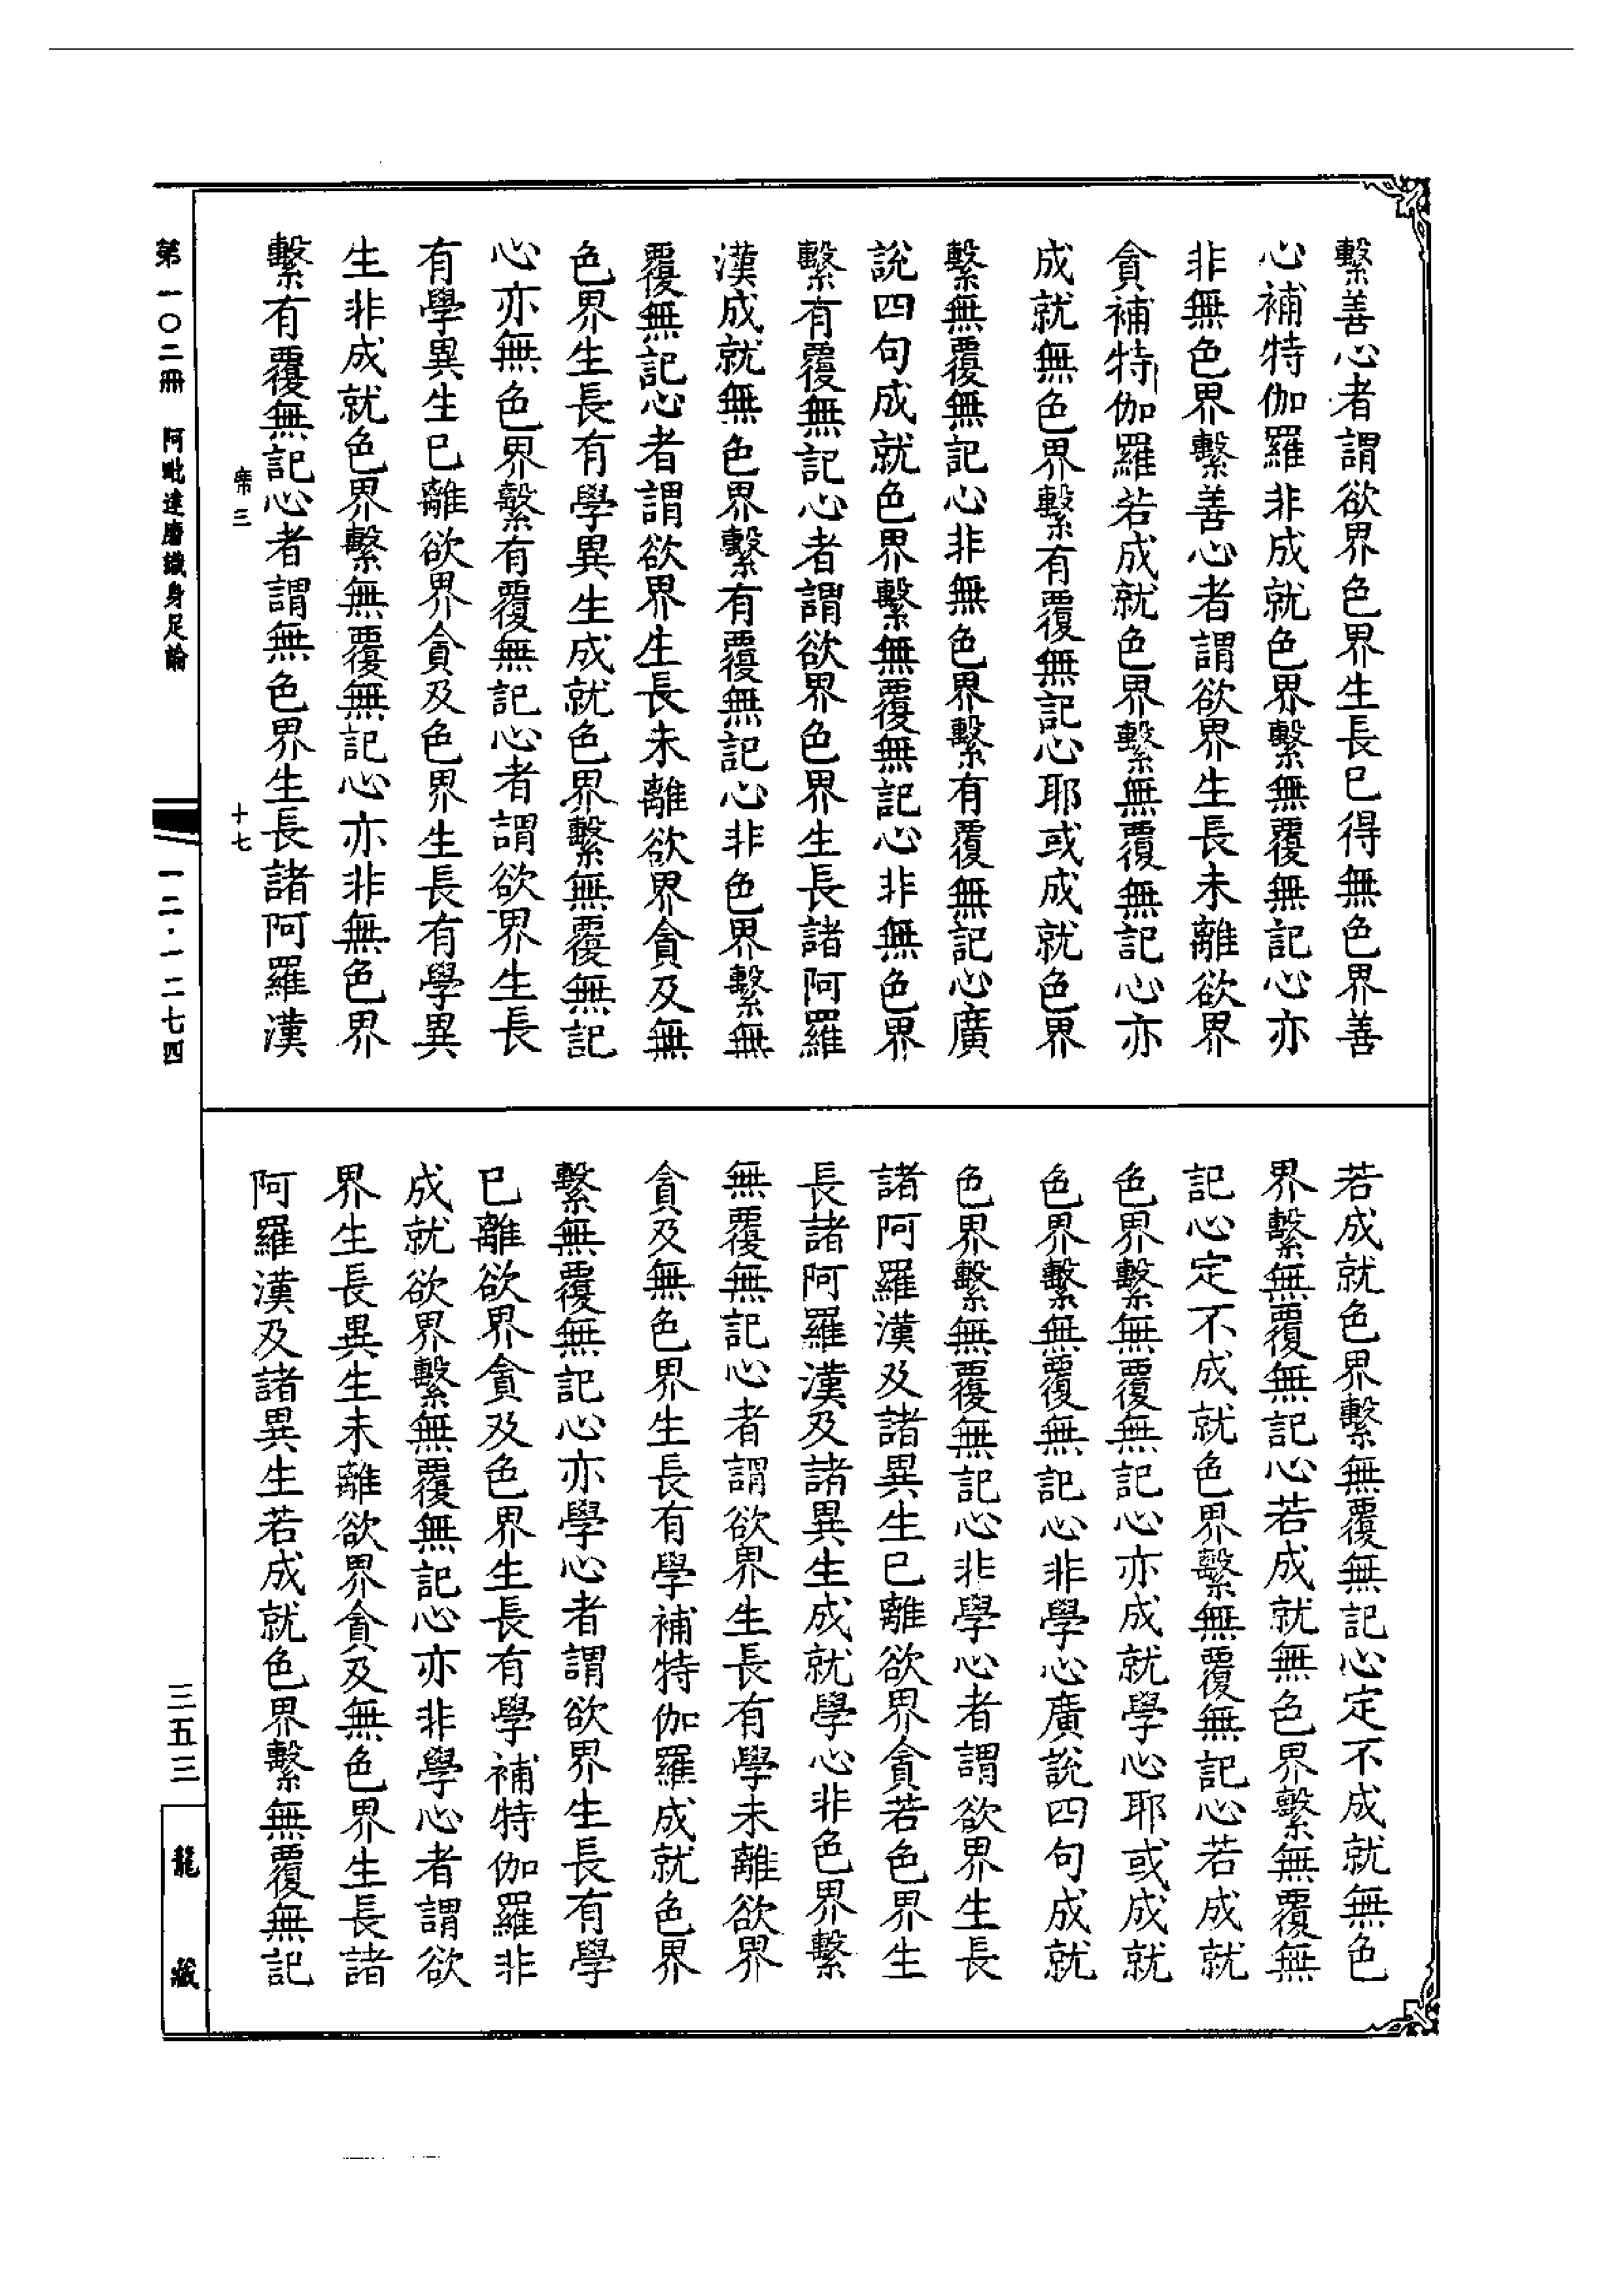 繫善心者謂欲界色界生長已得無色界善
心補特伽羅非成就色界繫無覆無記心亦
非無色界繫善心者謂欲界生長未離欲界
貪補特伽羅若成就色界繫無覆無記心亦
成就無色界繫有覆無記心耶或成就色界
繫無覆無記心非無色界繫有覆無記心廣
說四句成就色界繫無覆無記心非無色界
繫有覆無記心者謂欲界色界生長諸阿羅
漢成就無色界繫有覆無記心非色界繫無
覆無記心者謂欲界生長未離欲界貪及無
色界生長有學異生成就色界繫無覆無記
心亦無色界繫有覆無記心者謂欲界生長
有學異生已離欲界貪及色界生長有學異
生非成就色界繫無覆無記心亦非無色界
繫有覆無記心者謂無色界生長諸阿羅漢
席三
十七
第一〇二冊 阿毗達磨識身足論
一二·一二七四
若成就色界繫無覆無記心定不成就無色
界繫無覆無記心若成就無色界繫無覆無
記心定不成就色界繫無覆無記心若成就
色界繫無覆無記心亦成就學心耶或成就
色界繫無覆無記心非學心廣說四句成就
色界繫無覆無記心非學心者謂欲界生長
諸阿羅漢及諸異生已離欲界貪若色界生
長諸阿羅漢及諸異生成就學心非色界繫
無覆無記心者謂欲界生長有學未離欲界
貪及無色界生長有學補特伽羅成就色界
繫無覆無記心亦學心者謂欲界生長有學
已離欲界貪及色界生長有學補特伽羅非
成就欲界繫無覆無記心亦非學心者謂欲
界生長異生未離欲界貪及無色界生長諸
阿羅漢及諸異生若成就色界繫無覆無記
三五三
龍藏